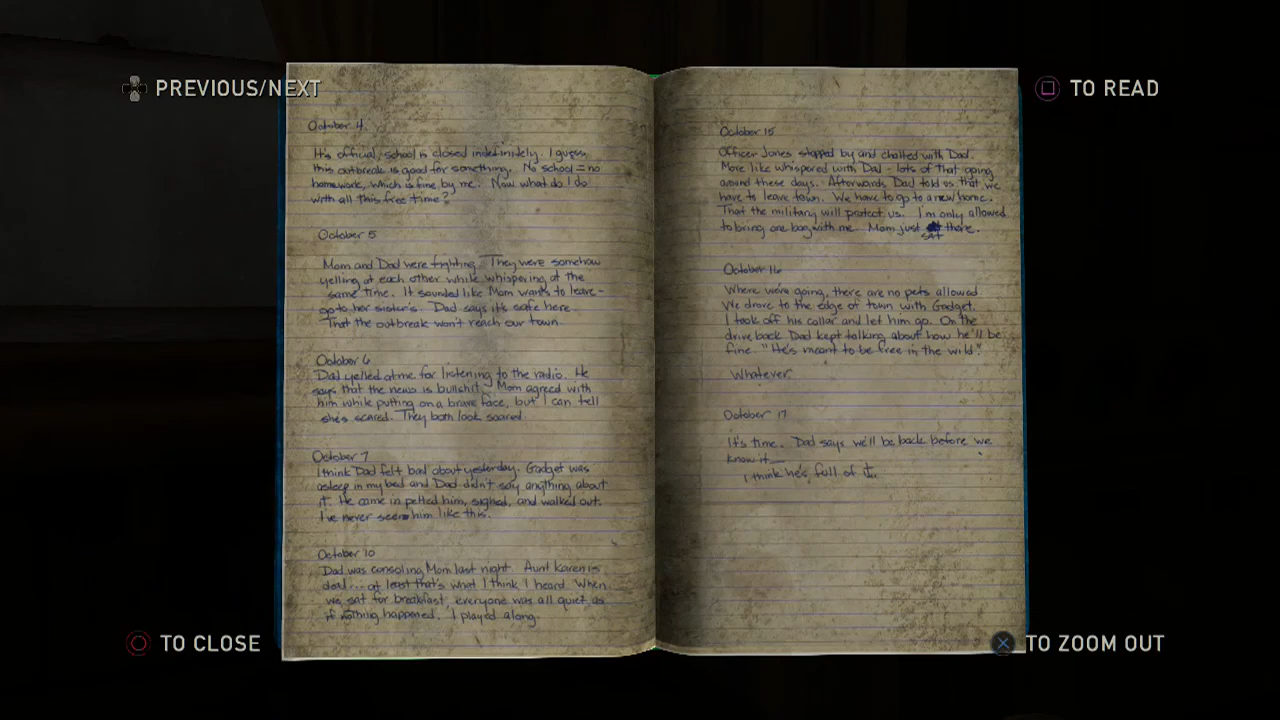 PREVIOUS/NEXT
TO READ
October 4
It's official, school is closed indefinitely. I guess
this outbreak is good for something. No school = no
homework, which is fine by me. Now what do I do
with all this free time?
October 5
Mom and Dad were fighting. They were somehow
yelling at each other while whispering at the
same time. It sounded like Mom wants to leave -
go to her sister's. Dad says it's safe here.
That the outbreak won't reach our town.
October 6
Dad yelled at me for listening to the radio. He
says that the news is bullshit. Mom agreed with
him while putting on a brave face, but I can tell
she's scared. They both look scared.
October 7
I think Dad felt bad about yesterday. Gadget was
asleep in my bed and Dad didn't say anything about
it. He came in petted him, sighed, and walked out.
I've never seen him like this.
October 10
Dad was consoling Mom last night. Aunt Karen is
dead... at least that's what I think I heard. When
we sat for breakfast, everyone was all quiet as
if nothing happened. I played along.
October 15
Officer Jones stopped by and chatted with Dad.
More like whispered with Dad - lots of that going
around these days. Afterwards Dad told us that we
have to leave town. We have to go to a new home.
That the military will protect us. I'm only allowed
to bring one bag with me. Mom just sat there.
October 16
Where we're going, there are no pets allowed
We drove to the edge of town with Gadget.
I took off his collar and let him go. On the
drive back Dad kept talking about how he'll be
fine. "He's meant to be free in the wild".
Whatever.
October 17
It's time. Dad says we'll be back before we
know it
I think he's full of it.
TO CLOSE
TO ZOOM OUT